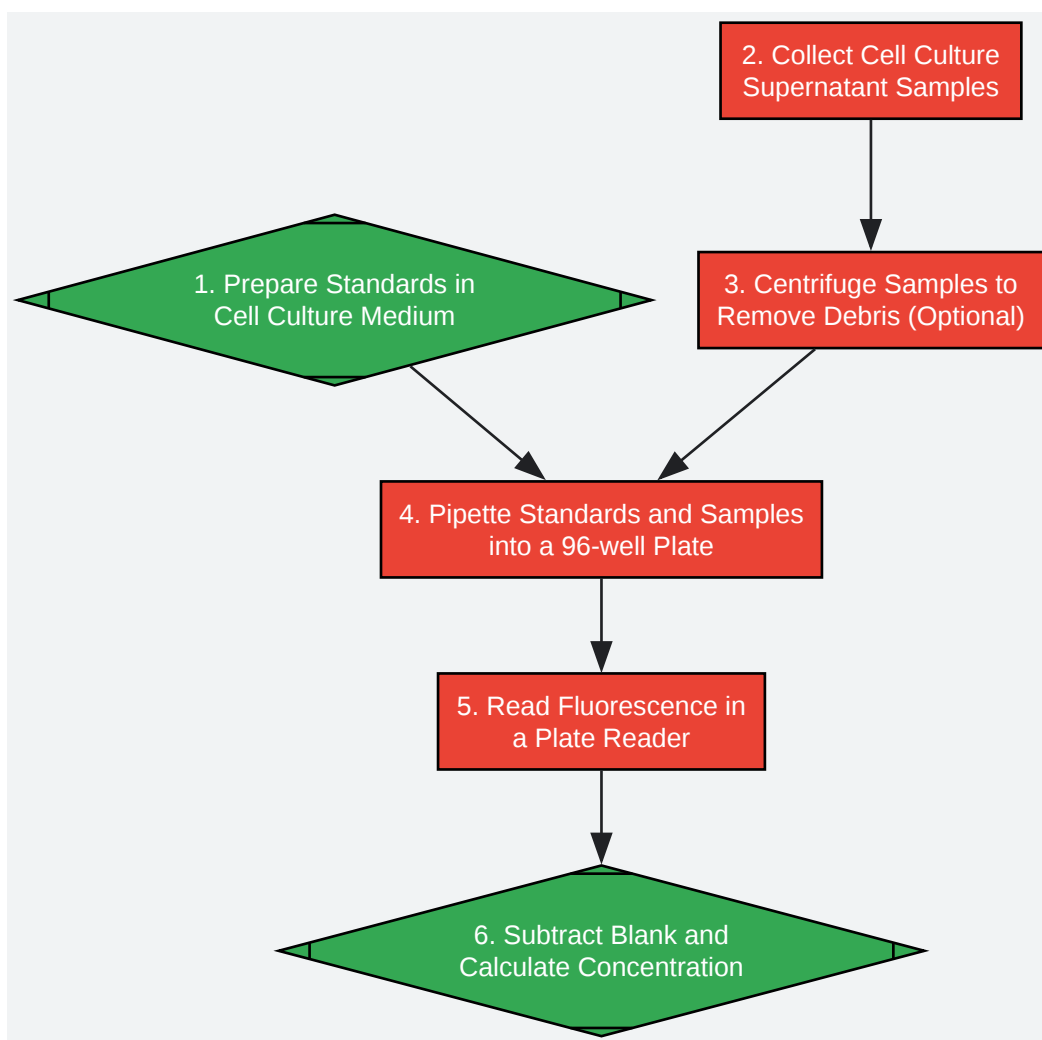 2. Collect Cell Culture
Supernatant Samples
1. Prepare Standards in
Cell Culture Medium
3. Centrifuge Samples to
Remove Debris (Optional)
4. Pipette Standards and Samples
into a 96-well Plate
5. Read Fluorescence in
a Plate Reader
6. Subtract Blank and
Calculate Concentration